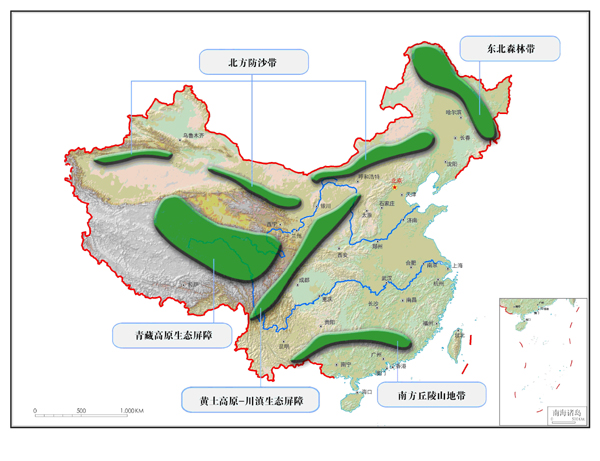 北方防沙带
东北森林带
哈尔滨
长春
乌鲁木齐
沈阳
呼和浩特
北京
天津
银川
石家庄
太原
济南
西宁
兰州
郑州
西安
合肥
南京
上海
成都
武汉
杭州
拉萨
重庆
长沙
南昌
贵阳
福州
昆明
台北
广州
南宁
香港
澳门
海口
青藏高原生态屏障
黄土高原-川滇生态屏障
南方丘陵山地带
南海诸岛
0 500 1,000KM